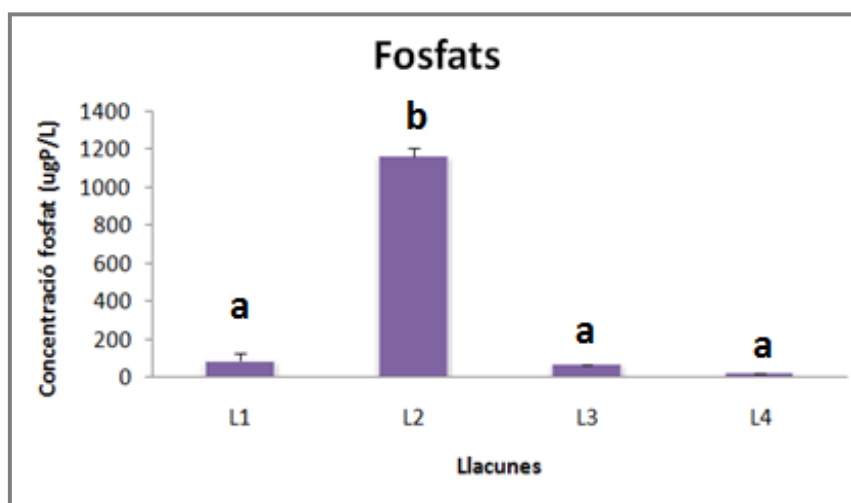 Fosfats
Concentració fosfat (ugP/L)
1400
1200
1000
800
600
400
200
0
a
b
a
a
L1
L2
L3
L4
Llacunes